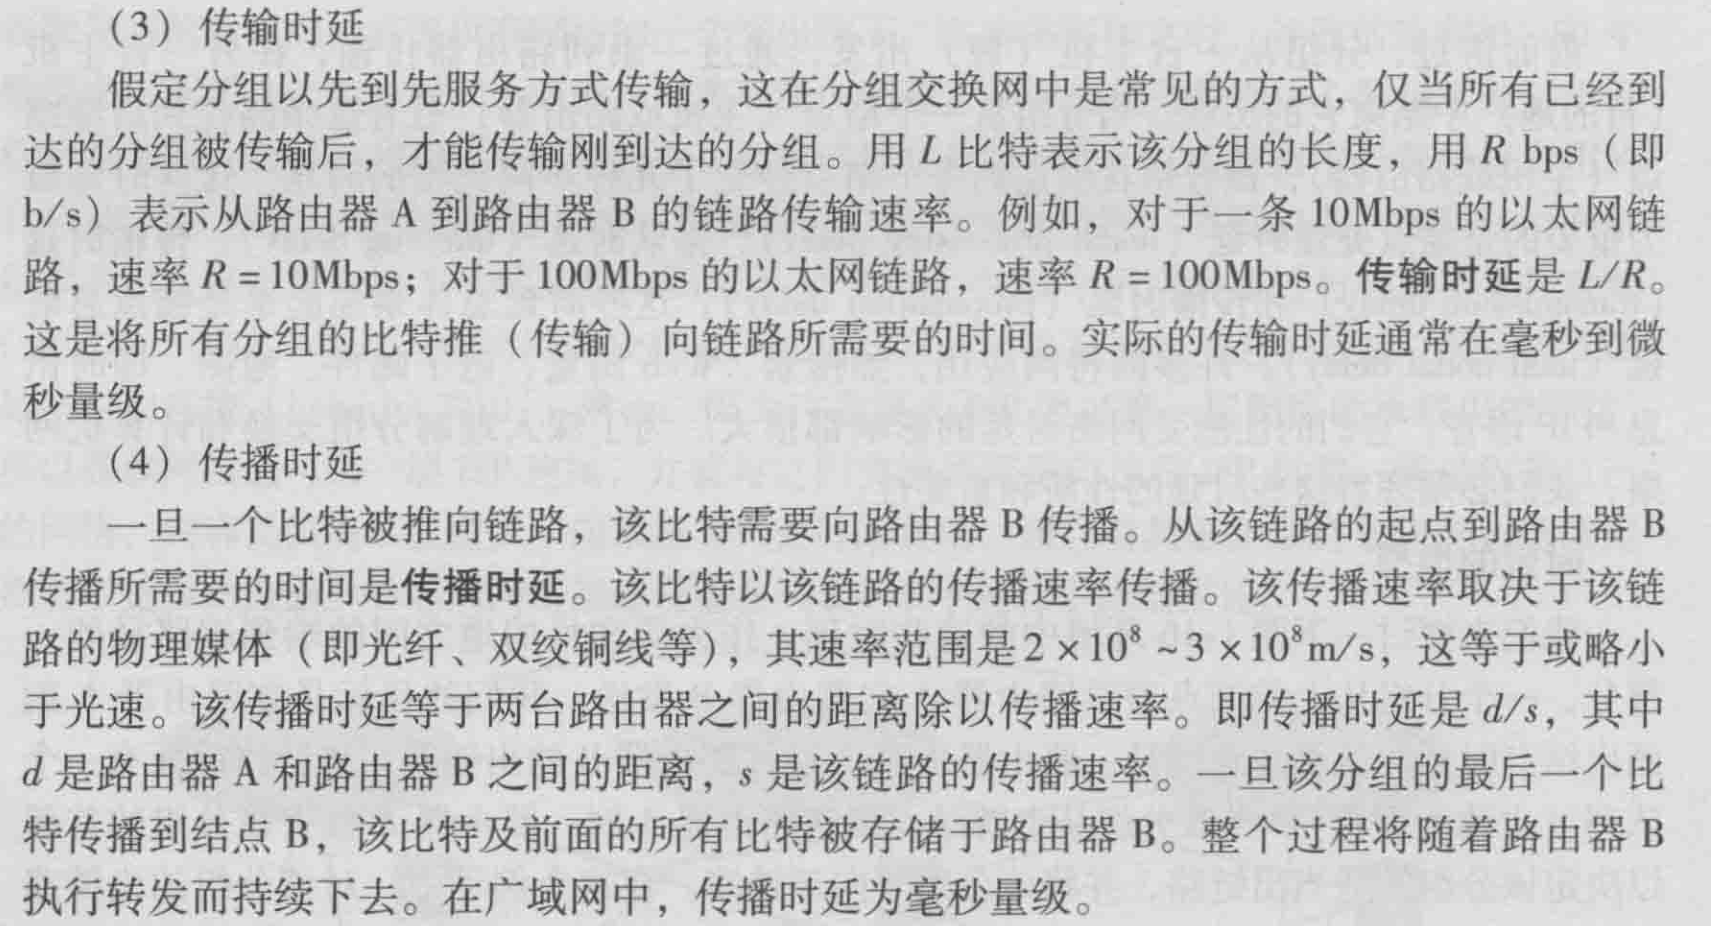 （3）传输时延
假定分组以先到先服务方式传输，这在分组交换网中是常见的方式，仅当所有已经到
达的分组被传输后，才能传输刚到达的分组。用 L 比特表示该分组的长度，用 R bps（即
b/s）表示从路由器 A 到路由器 B 的链路传输速率。例如，对于一条 10Mbps 的以太网链
路，速率 R = 10Mbps；对于 100Mbps 的以太网链路，速率 R = 100Mbps。传输时延是 L/R。
这是将所有分组的比特推（传输）向链路所需要的时间。实际的传输时延通常在毫秒到微
秒量级。
（4）传播时延
一旦一个比特被推向链路，该比特需要向路由器 B 传播。从该链路的起点到路由器 B
传播所需要的时间是传播时延。该比特以该链路的传播速率传播。该传播速率取决于该链
路的物理媒体（即光纤、双绞铜线等），其速率范围是 2 × 10⁸ ~ 3 × 10⁸m/s，这等于或略小
于光速。该传播时延等于两台路由器之间的距离除以传播速率。即传播时延是 d/s，其中
d 是路由器 A 和路由器 B 之间的距离，s 是该链路的传播速率。一旦该分组的最后一个比
特传播到结点 B，该比特及前面的所有比特被存储于路由器 B。整个过程将随着路由器 B
执行转发而持续下去。在广域网中，传播时延为毫秒量级。